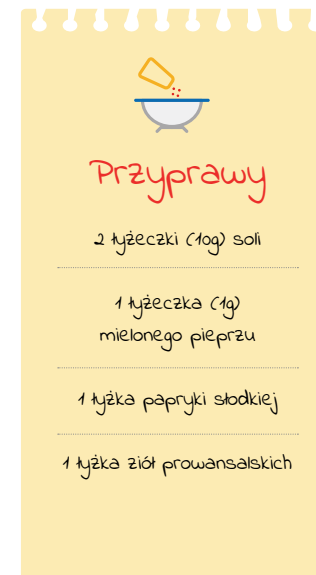 Przyprawy
2 łyżeczki (10g) soli
1 łyżeczka (1g)
mielonego pieprzu
1 łyżka papryki słodkiej
1 łyżka ziół prowansalskich